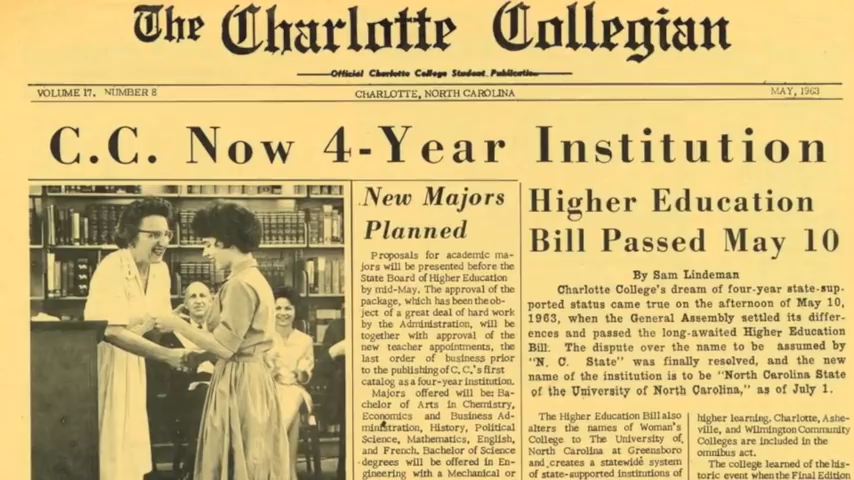 The Charlotte Collegian
Official Charlotte College Student Publication
VOLUME 17, NUMBER 8
CHARLOTTE, NORTH CAROLINA
MAY, 1963
C.C. Now 4-Year Institution
New Majors
Planned
Proposals for academic ma-
jors will be presented before the
State Board of Higher Education
by mid-May. The approval of the
package, which has been the ob-
ject of a great deal of hard work
by the Administration, will be
together with approval of the
new teacher appointments, the
last order of business prior
to the publishing of C. C.'s first
catalog as a four-year institution.
Majors offered will be: Ba-
chelor of Arts in Chemistry,
Economics and Business Ad-
ministration, History, Political
Science, Mathematics, English,
and French. Bachelor of Science
degrees will be offered in En-
gineering with a Mechanical or
Higher Education
Bill Passed May 10
By Sam Lindeman
Charlotte College's dream of four-year state-sup-
ported status came true on the afternoon of May 10,
1963, when the General Assembly settled its differ-
ences and passed the long-awaited Higher Education
Bill. The dispute over the name to be assumed by
"N. C. State" was finally resolved, and the new
name of the institution is to be "North Carolina State
of the University of North Carolina," as of July 1.
The Higher Education Bill also
alters the names of Woman's
College to The University of
North Carolina at Greensboro
and creates a statewide system
of state-supported institutions of
higher learning. Charlotte, Ashe-
ville, and Wilmington Community
Colleges are included in the
omnibus act.
The college learned of the his-
toric event when the Final Edition